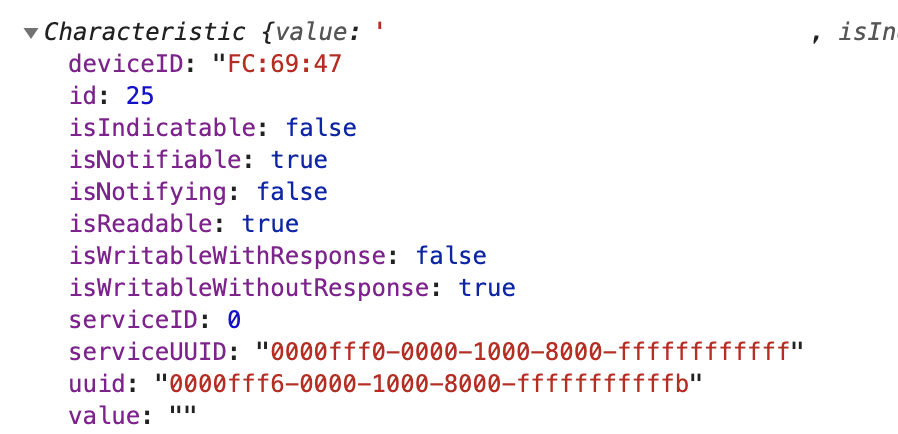 ▼Characteristic {value: ' , isIn
deviceID: "FC:69:47
id: 25
isIndicatable: false
isNotifiable: true
isNotifying: false
isReadable: true
isWritableWithResponse: false
isWritableWithoutResponse: true
serviceID: 0
serviceUUID: "0000fff0-0000-1000-8000-ffffffffffff"
uuid: "0000fff6-0000-1000-8000-fffffffffffb"
value: ""